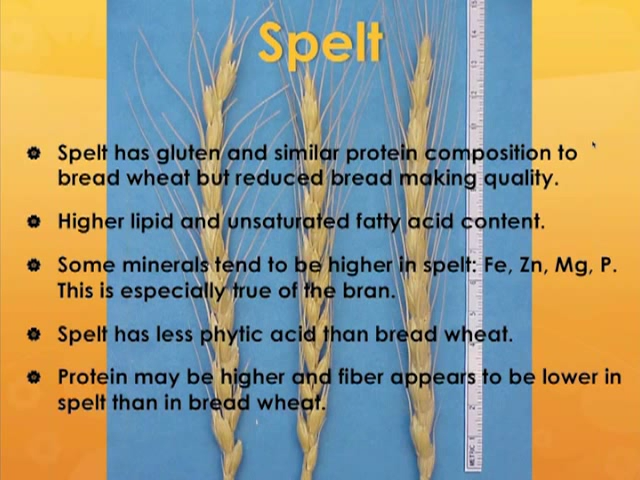 Spelt
Spelt has gluten and similar protein composition to
bread wheat but reduced bread making quality.
Higher lipid and unsaturated fatty acid content.
Some minerals tend to be higher in spelt: Fe, Zn, Mg, P.
This is especially true of the bran.
Spelt has less phytic acid than bread wheat.
Protein may be higher and fiber appears to be lower in
spelt than in bread wheat.